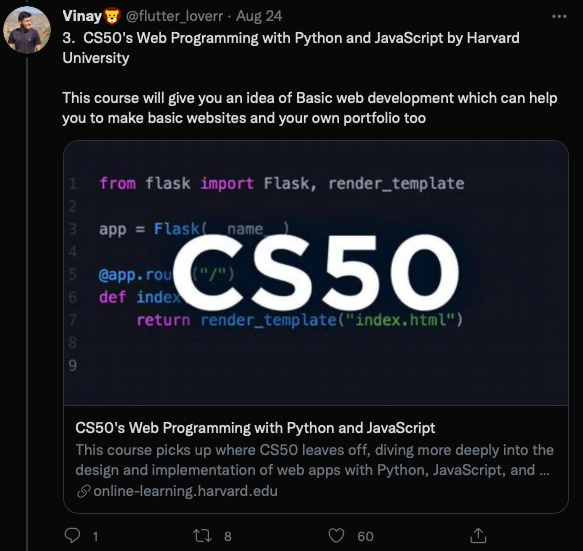 Vinay🦁 @flutter_loverr · Aug 24
3.  CS50's Web Programming with Python and JavaScript by Harvard
University
This course will give you an idea of Basic web development which can help
you to make basic websites and your own portfolio too
1 from flask import Flask, render_template
2
3 app = Flask(__name__)
4
5 @app.rou ("/")
6 def index
7 return render_template("index.html")
8
9
CS50
CS50's Web Programming with Python and JavaScript
This course picks up where CS50 leaves off, diving more deeply into the
design and implementation of web apps with Python, JavaScript, and ...
online-learning.harvard.edu
1 8 60